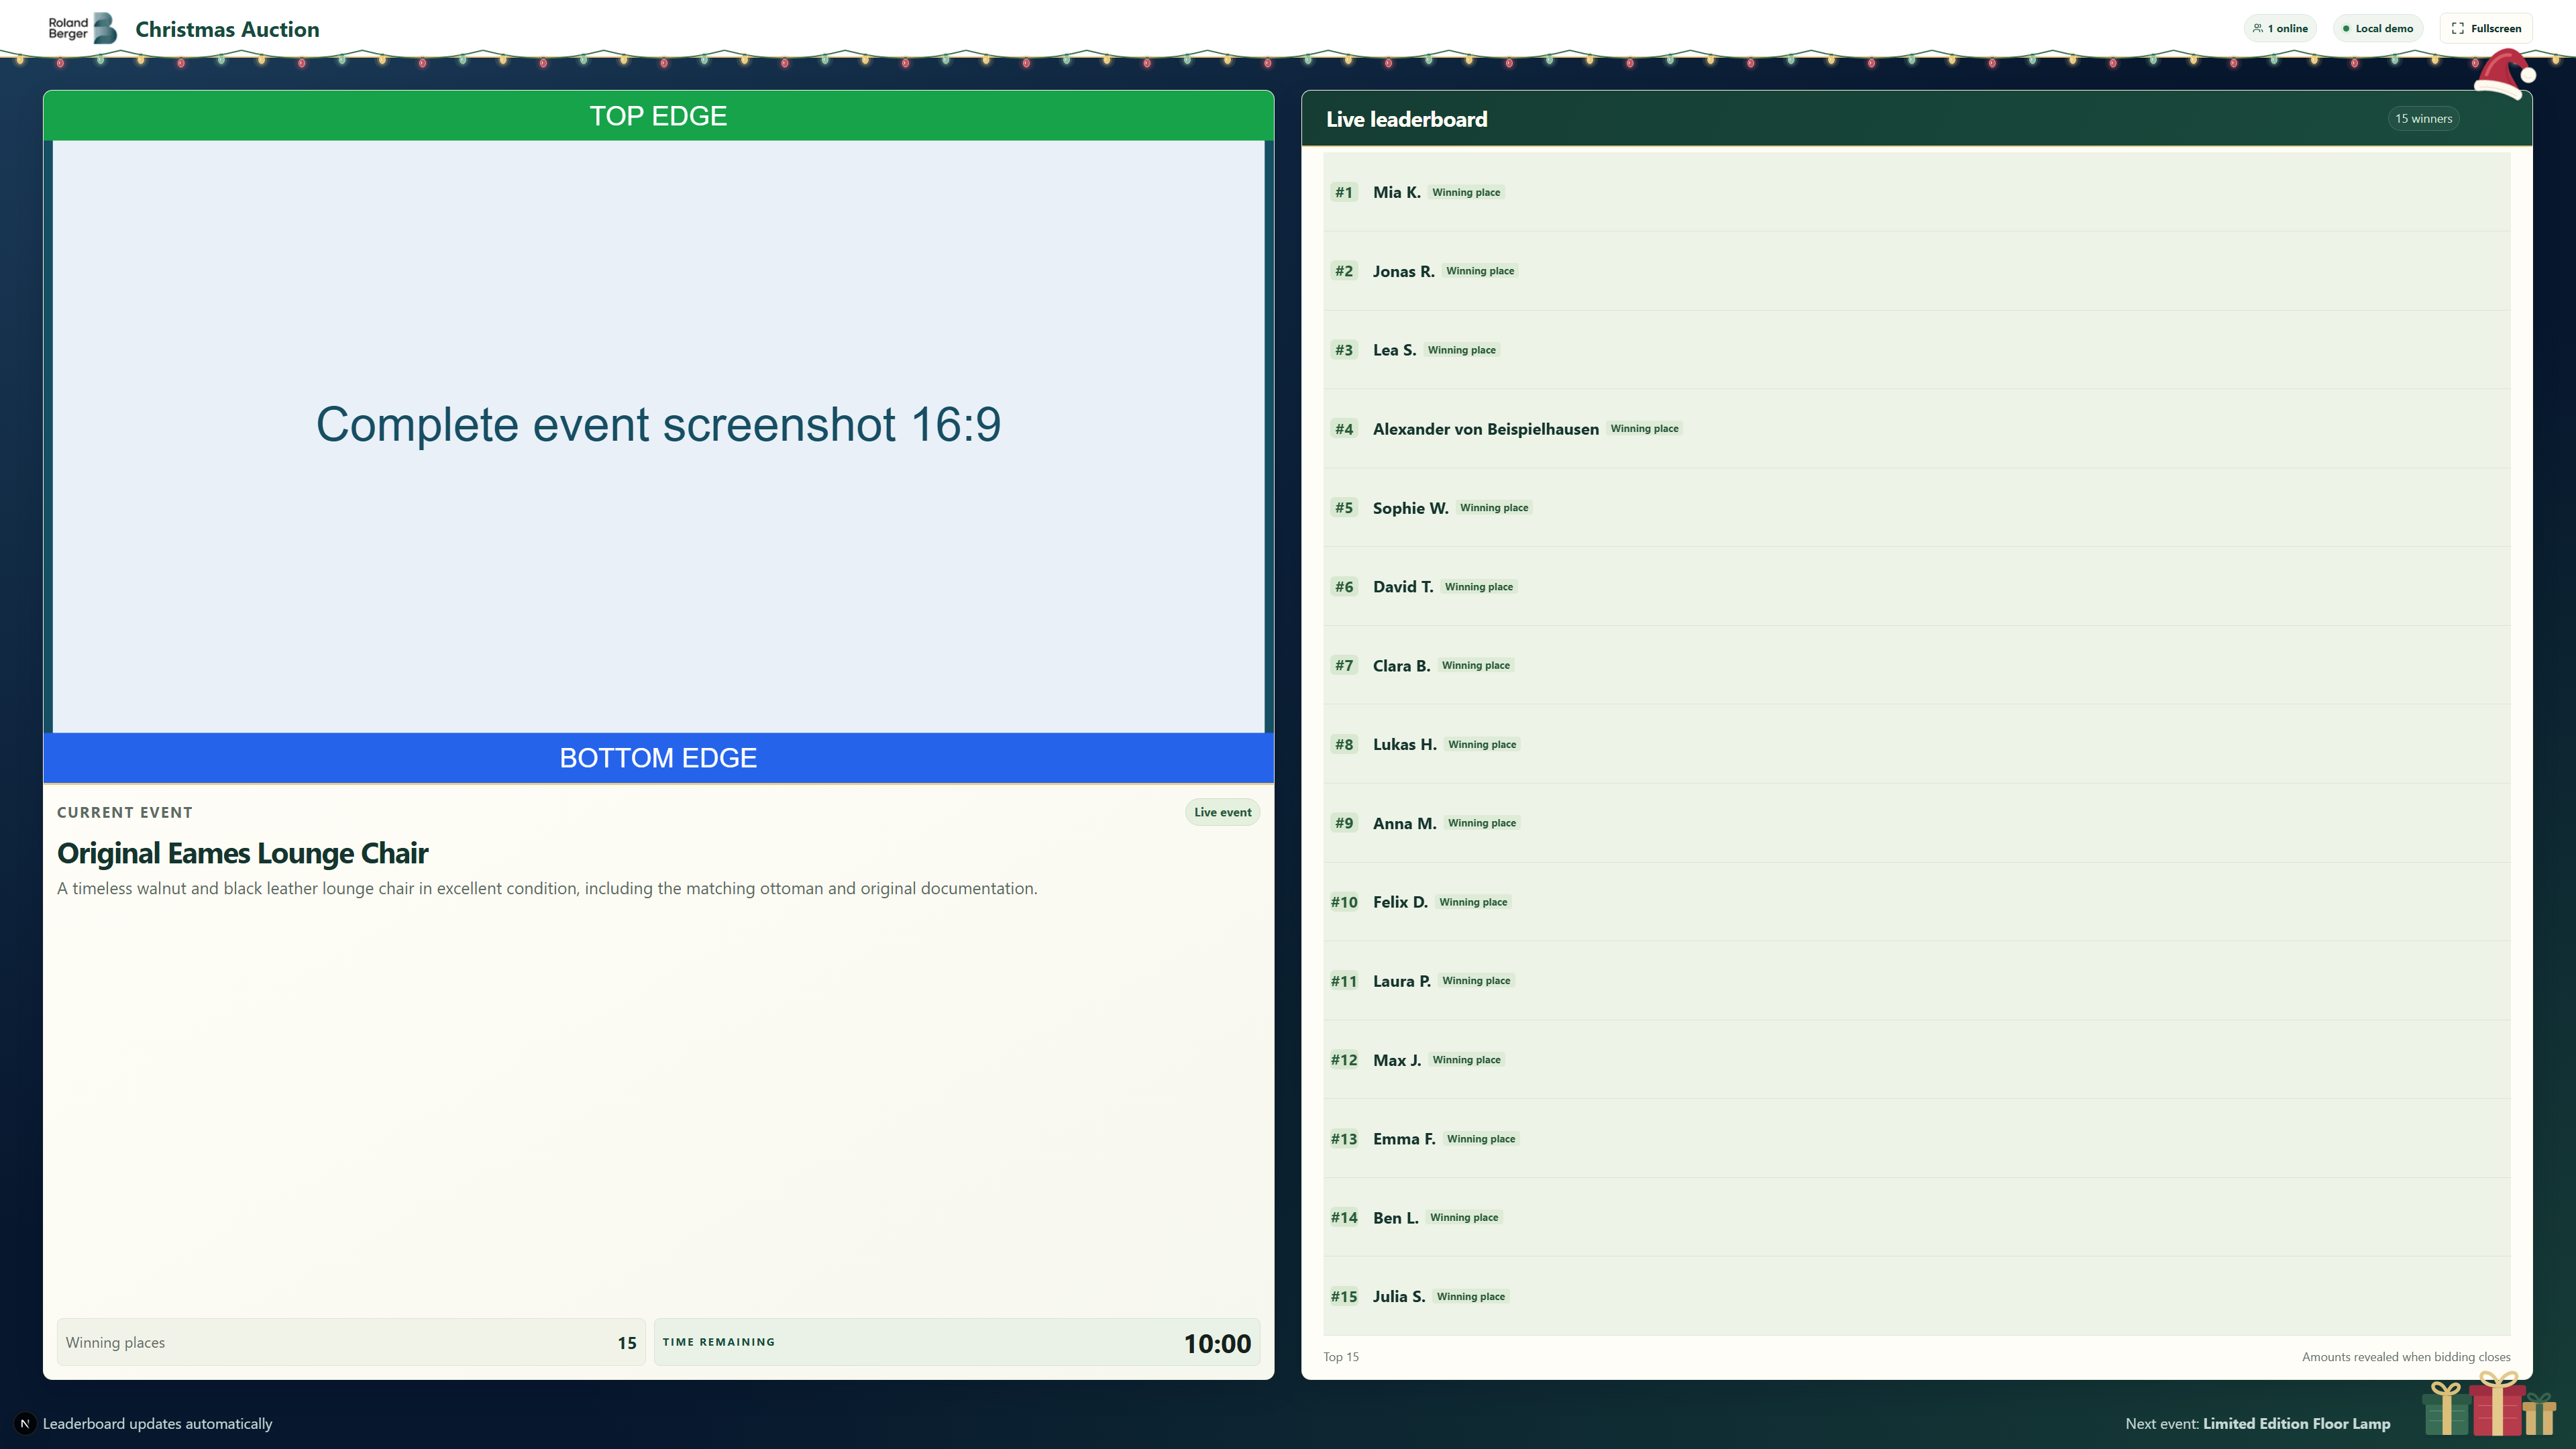 Roland
Berger
Christmas Auction
1 online
Local demo
Fullscreen
TOP EDGE
Complete event screenshot 16:9
BOTTOM EDGE
CURRENT EVENT
Live event
Original Eames Lounge Chair
A timeless walnut and black leather lounge chair in excellent condition, including the matching ottoman and original documentation.
Winning places 15
TIME REMAINING 10:00
Live leaderboard
15 winners
#1 Mia K. Winning place
#2 Jonas R. Winning place
#3 Lea S. Winning place
#4 Alexander von Beispielhausen Winning place
#5 Sophie W. Winning place
#6 David T. Winning place
#7 Clara B. Winning place
#8 Lukas H. Winning place
#9 Anna M. Winning place
#10 Felix D. Winning place
#11 Laura P. Winning place
#12 Max J. Winning place
#13 Emma F. Winning place
#14 Ben L. Winning place
#15 Julia S. Winning place
Top 15
Amounts revealed when bidding closes
N
Leaderboard updates automatically
Next event: Limited Edition Floor Lamp